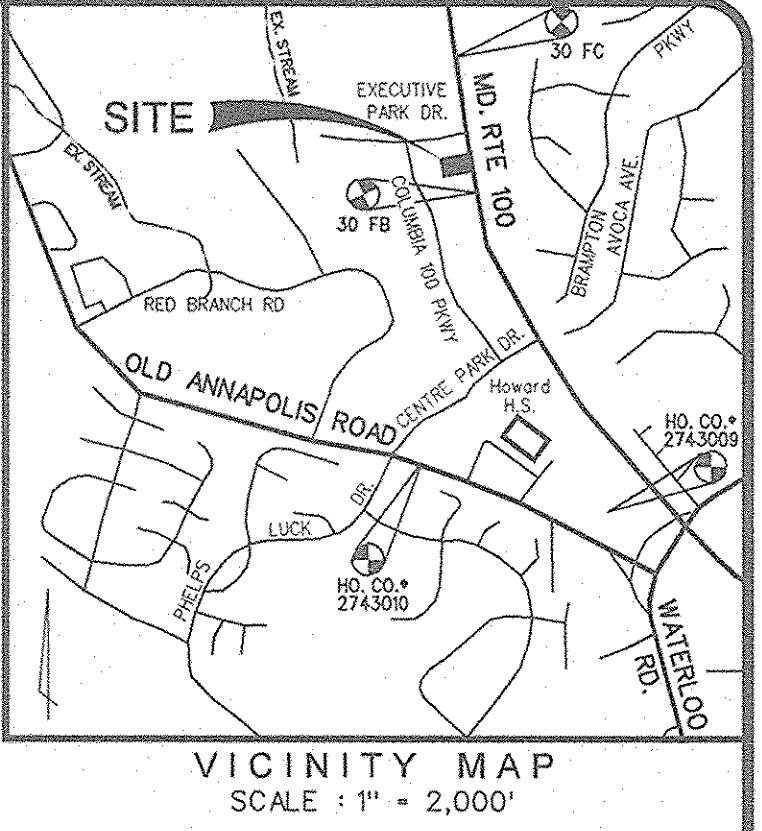 30 FC
PKWY
EX. STREAM
EXECUTIVE
PARK DR.
SITE
MD. RTE 100
EX. STREAM
30 FB
COLUMBIA 100 PKWY
BRAMPTON
AVOCA AVE.
RED BRANCH RD
OLD ANNAPOLIS ROAD
CENTRE PARK DR.
Howard
H.S.
HO. CO.*
2743009
LUCK
DR.
PHELPS
HO. CO.*
2743010
WATERLOO
RD.
VICINITY MAP
SCALE : 1" = 2,000'